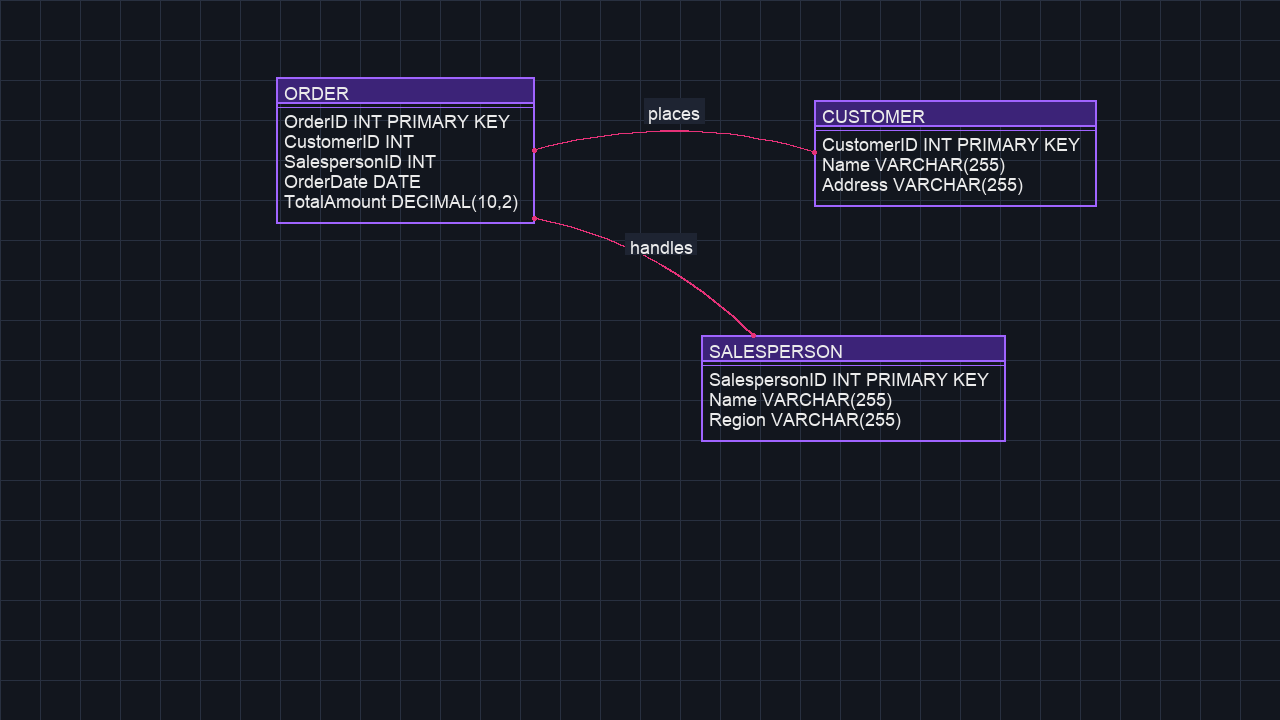 ORDER
OrderID INT PRIMARY KEY
CustomerID INT
SalespersonID INT
OrderDate DATE
TotalAmount DECIMAL(10,2)
places
CUSTOMER
CustomerID INT PRIMARY KEY
Name VARCHAR(255)
Address VARCHAR(255)
handles
SALESPERSON
SalespersonID INT PRIMARY KEY
Name VARCHAR(255)
Region VARCHAR(255)